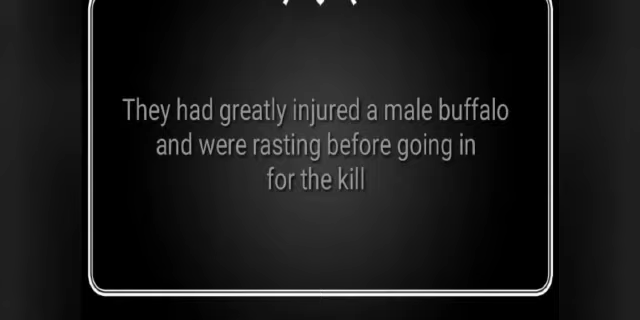 They had greatly injured a male buffalo
and were rasting before going in
for the kill